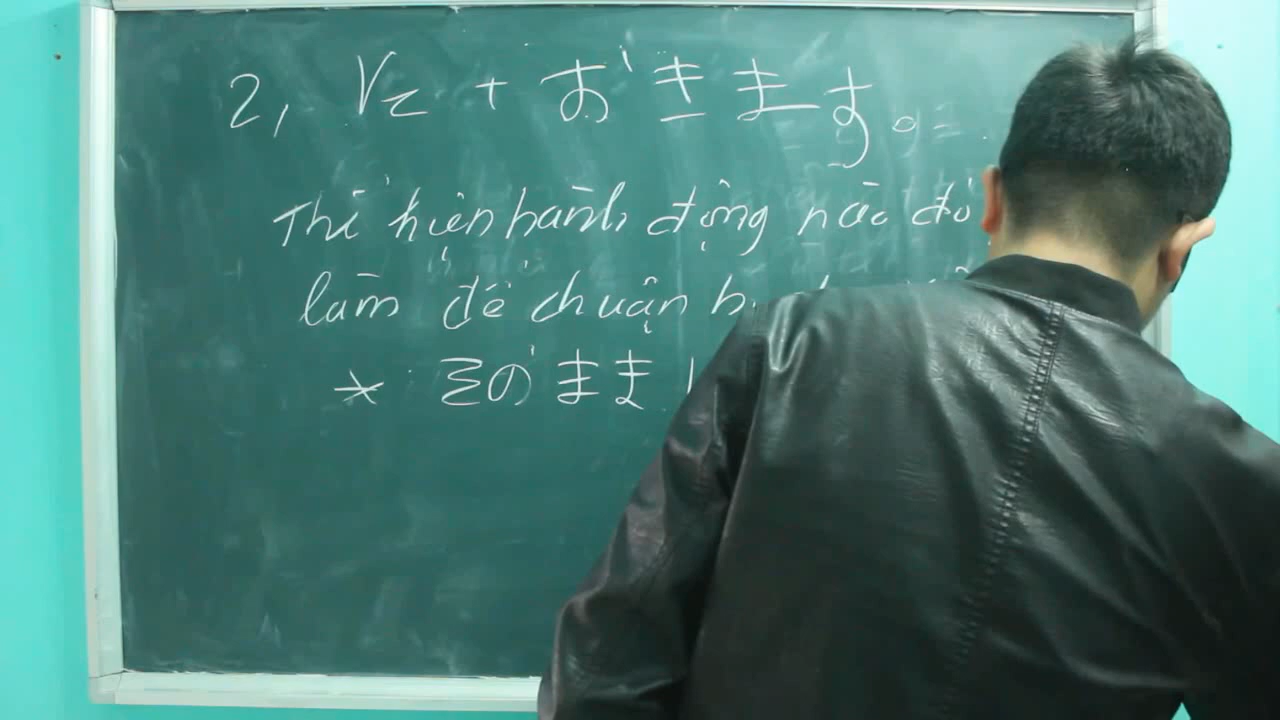 2, Vて + おきます。=
Thể hiện hành động nào đó
làm để chuẩn bị
* そのまま